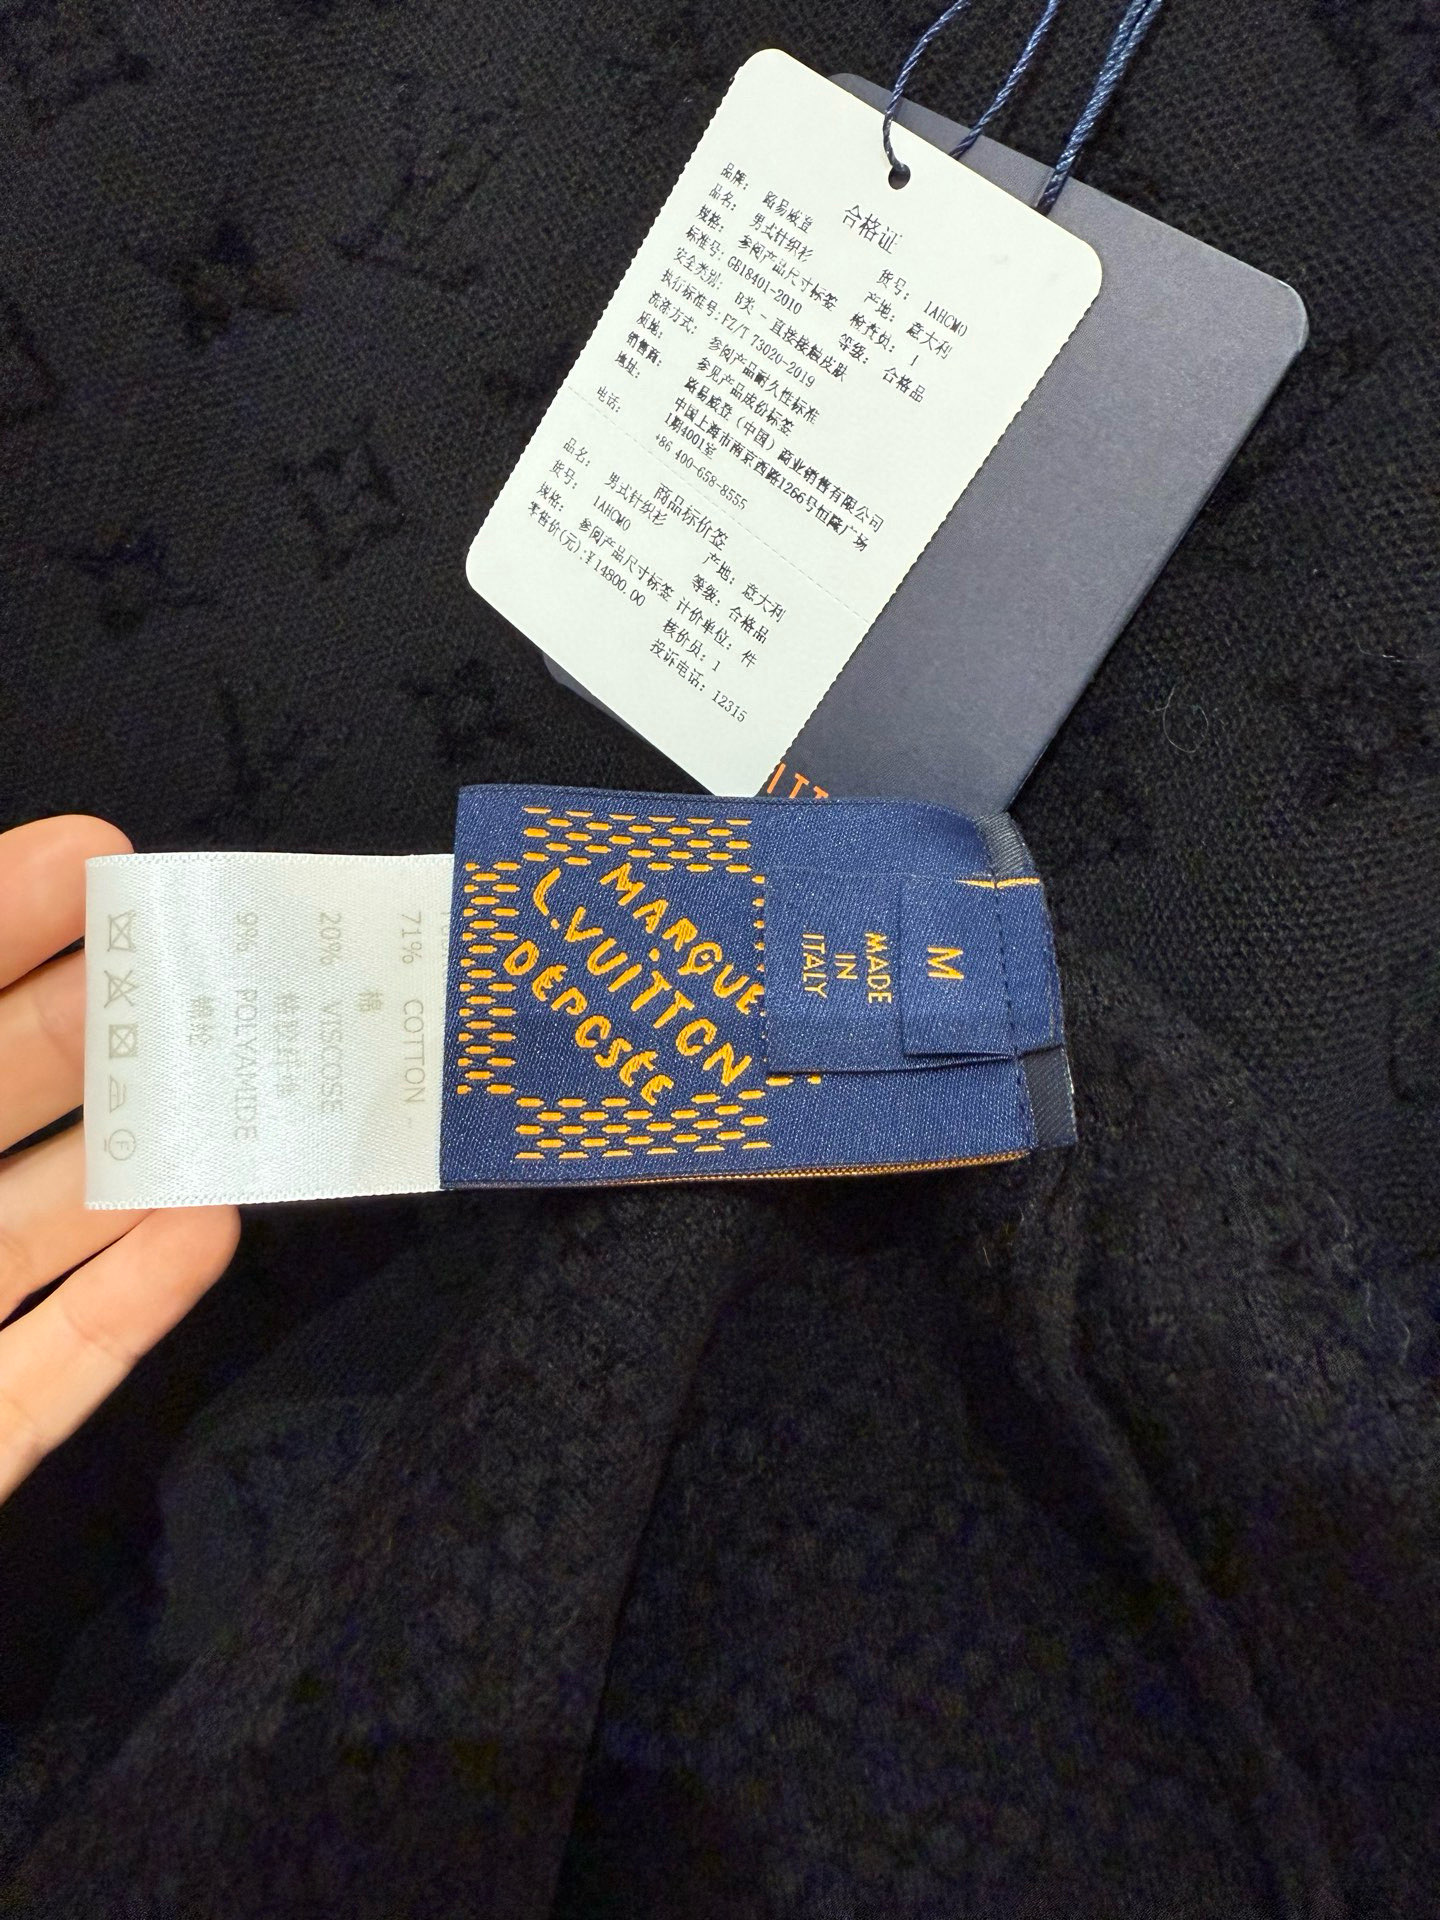 合格证
品牌： 路易威登
货号： 1AHCMO
品名： 男式针织衫
产地： 意大利
规格： 参阅产品尺寸标签
检查员： 1
标准号： GB18401-2010
等级： 合格品
安全类别： B类 - 直接接触皮肤
执行标准号：FZ/T 73020-2019
洗涤方式： 参阅产品耐久性标准
质地： 参见产品成份标签
销售商： 路易威登（中国）商业销售有限公司
地址： 中国上海市南京西路1266号恒隆广场
1期4001室
电话： +86 400-658-8555
商品标价签
品名： 男式针织衫
产地： 意大利
货号： 1AHCMO
等级： 合格品
规格： 参阅产品尺寸标签
计价单位： 件
零售价(元)：￥14800.00
核价员： 1
投诉电话： 12315
MARQUE
L.VUITTON
DÉPOSÉE
M
MADE
IN
ITALY
71% COTTON
棉
20% VISCOSE
9% POLYAMIDE
锦纶